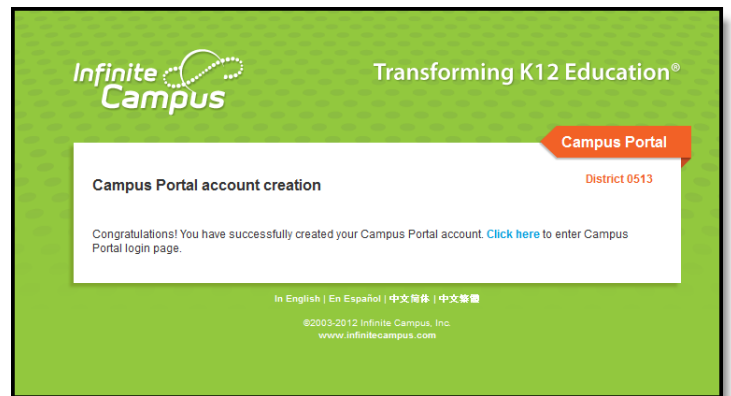 Infinite
Campus
Transforming K12 Education®
Campus Portal
District 0513
Campus Portal account creation
Congratulations! You have successfully created your Campus Portal account. Click here to enter Campus
Portal login page.
In English | En Español | 中文简体 | 中文繁體
©2003-2012 Infinite Campus, Inc.
www.infinitecampus.com